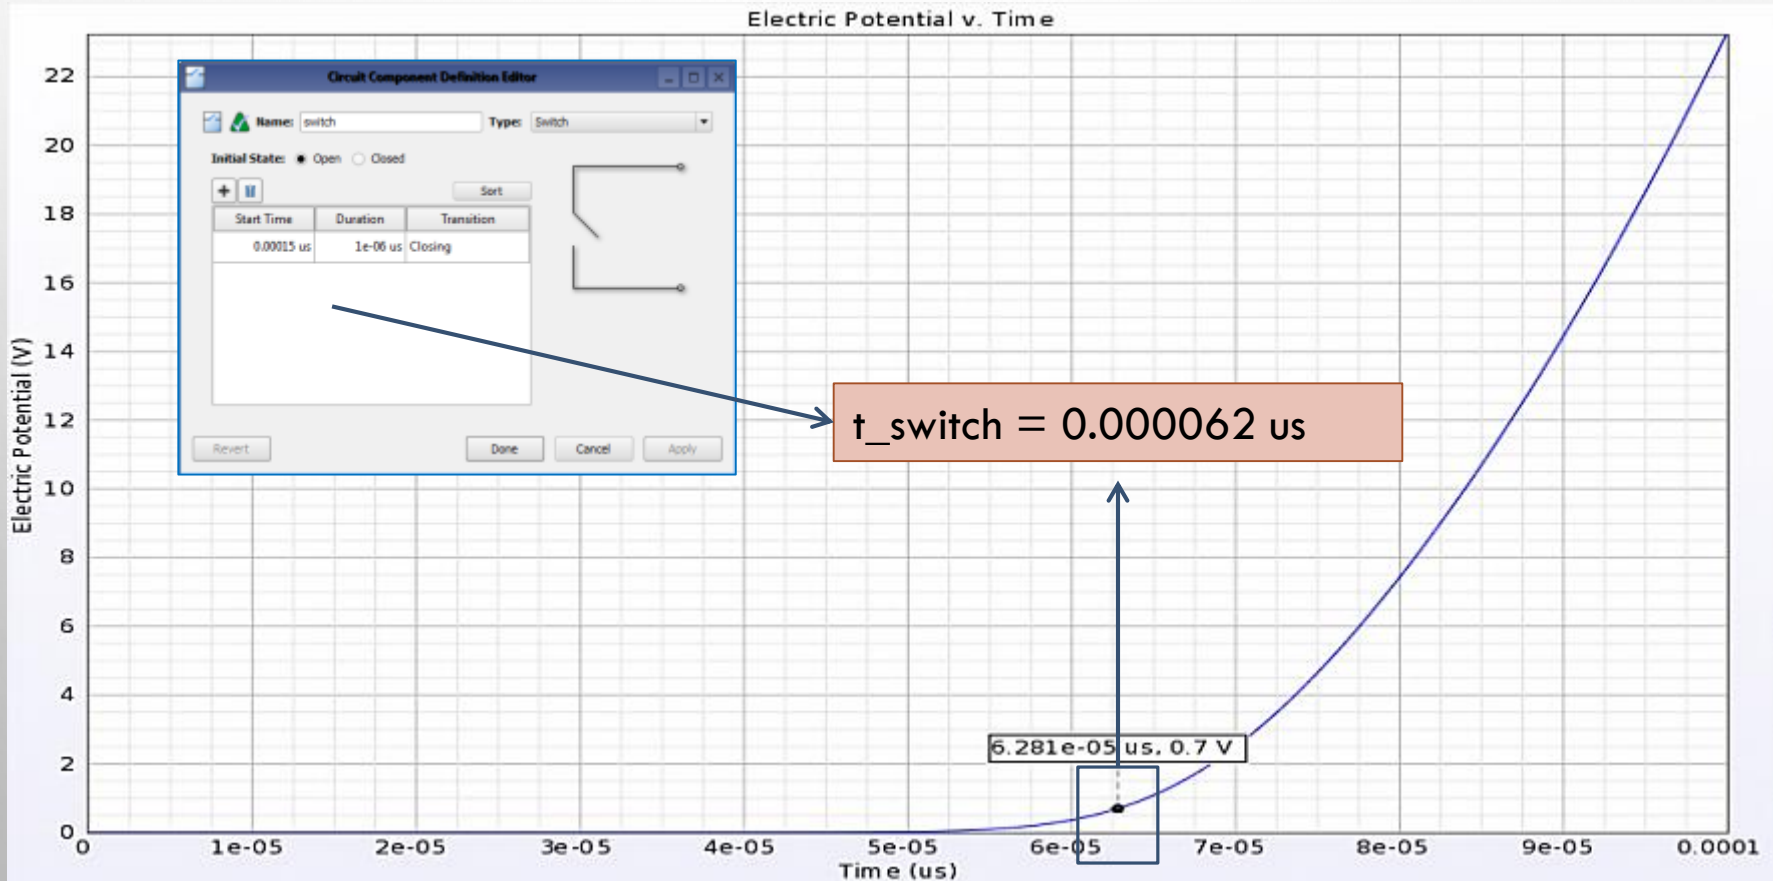 Electric Potential v. Time
Electric Potential (V)
22
20
18
16
14
12
10
8
6
4
2
0
Circuit Component Definition Editor
Name: switch Type: Switch
Initial State: Open Closed
Sort
Start Time Duration Transition
0.00015 us 1e-06 us Closing
Revert Done Cancel Apply
t_switch = 0.000062 us
6.281e-05 us, 0.7 V
0 1e-05 2e-05 3e-05 4e-05 5e-05 6e-05 7e-05 8e-05 9e-05 0.0001
Time (us)